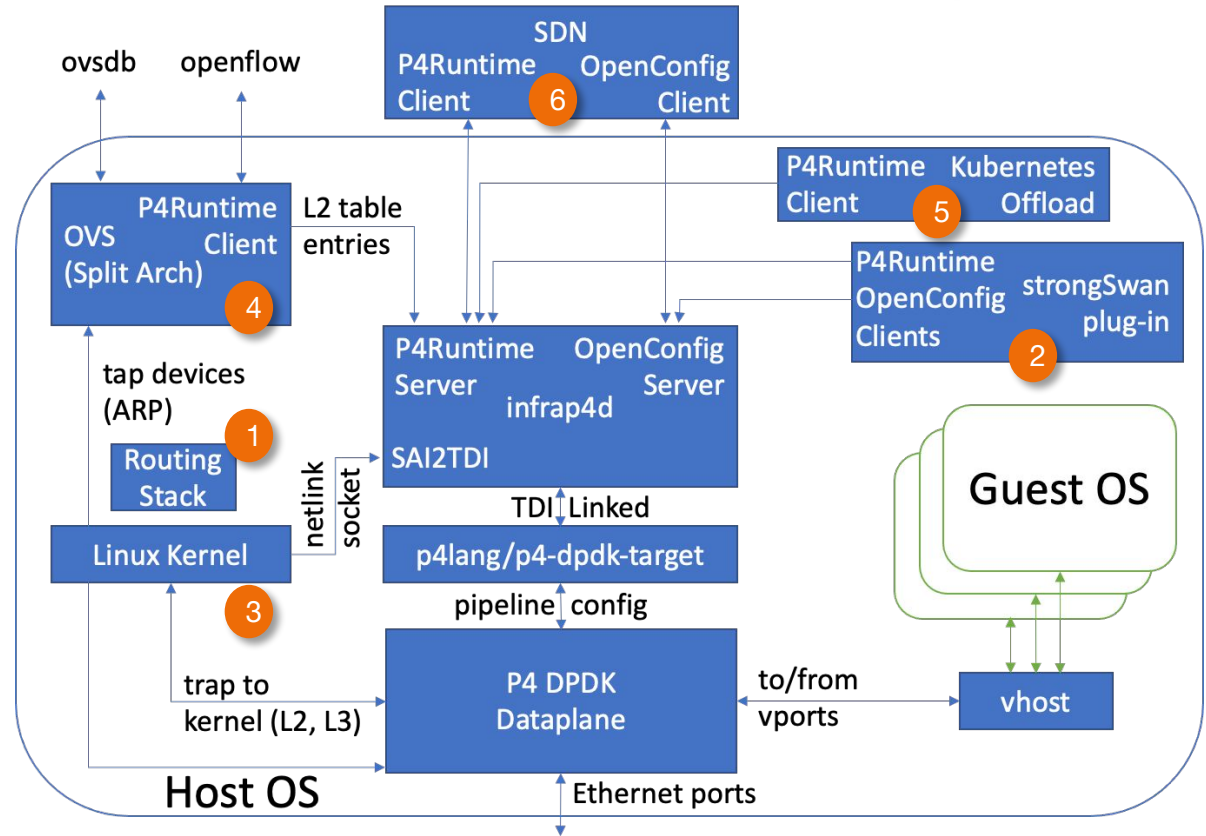 ovsdb
openflow
SDN
P4Runtime
Client
OpenConfig
Client
6
P4Runtime
Client
Kubernetes
Offload
5
P4Runtime
Client
OVS
(Split Arch)
4
L2 table
entries
P4Runtime
OpenConfig
Clients
strongSwan
plug-in
2
P4Runtime
Server
OpenConfig
Server
infrap4d
SAI2TDI
tap devices
(ARP)
1
Routing
Stack
netlink
socket
TDI Linked
Guest OS
Linux Kernel
3
p4lang/p4-dpdk-target
pipeline config
trap to
kernel (L2, L3)
P4 DPDK
Dataplane
to/from
vports
vhost
Host OS
Ethernet ports